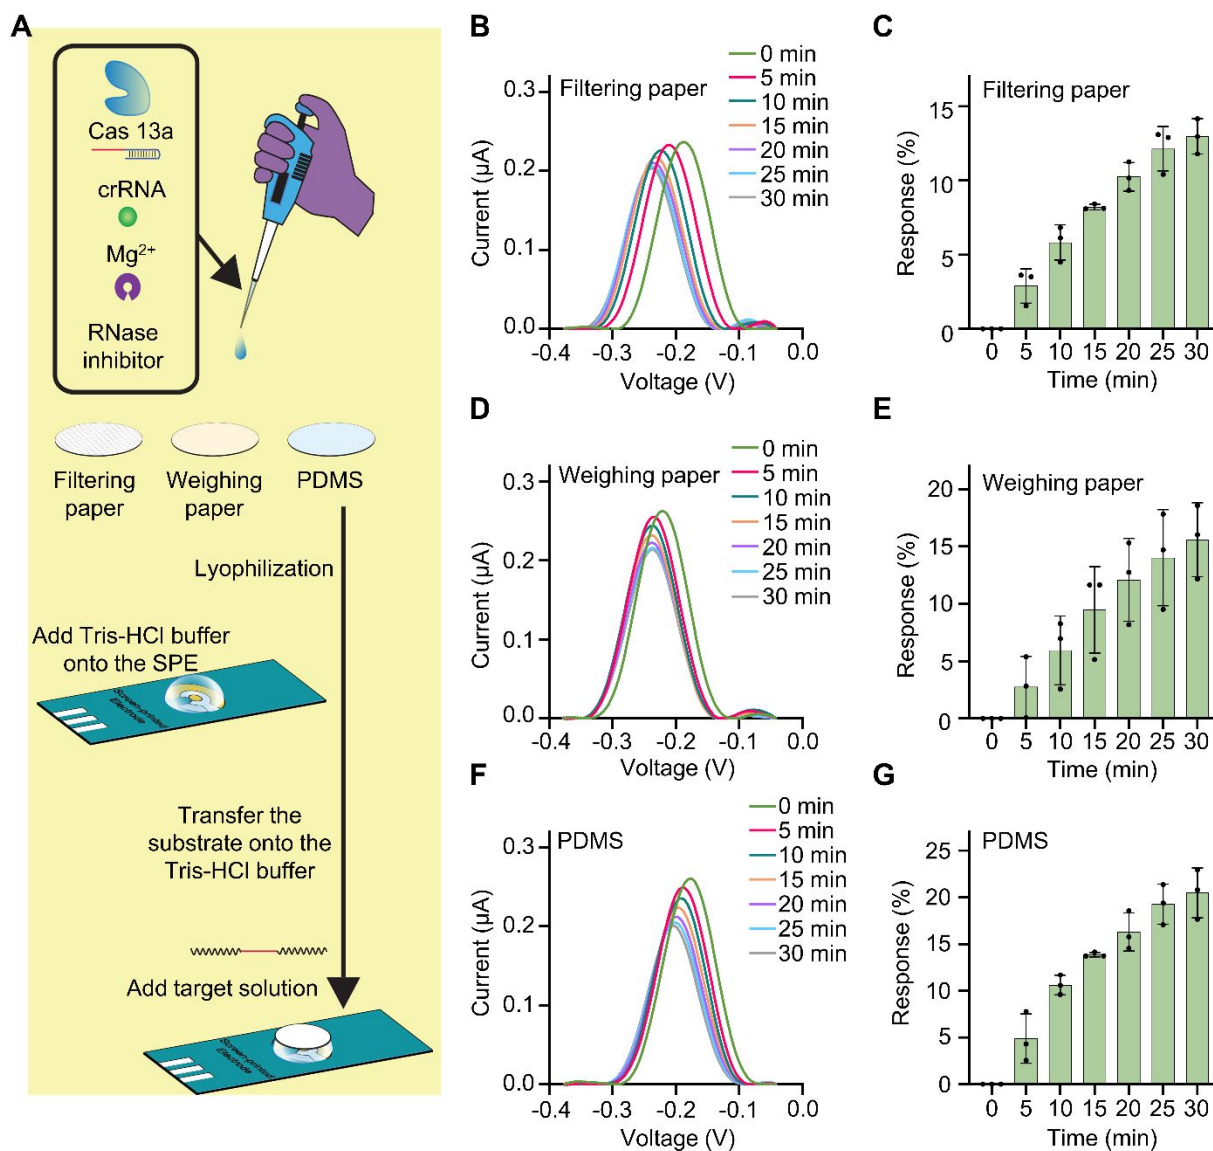 A
Cas 13a
crRNA
Mg²⁺
RNase
inhibitor
Filtering
paper
Weighing
paper
PDMS
Lyophilization
Add Tris-HCl buffer
onto the SPE
Screen-printed
Electrode
Transfer the
substrate onto the
Tris-HCl buffer
Add target solution
Screen-printed
Electrode
B
Filtering paper
0 min
5 min
10 min
15 min
20 min
25 min
30 min
Current (µA)
0.3
0.2
0.1
0.0
-0.4
-0.3
-0.2
-0.1
0.0
Voltage (V)
C
Filtering paper
Response (%)
15
10
5
0
0
5
10
15
20
25
30
Time (min)
D
Weighing paper
0 min
5 min
10 min
15 min
20 min
25 min
30 min
Current (µA)
0.3
0.2
0.1
0.0
-0.4
-0.3
-0.2
-0.1
0.0
Voltage (V)
E
Weighing paper
Response (%)
20
15
10
5
0
0
5
10
15
20
25
30
Time (min)
F
PDMS
0 min
5 min
10 min
15 min
20 min
25 min
30 min
Current (µA)
0.3
0.2
0.1
0.0
-0.4
-0.3
-0.2
-0.1
0.0
Voltage (V)
G
PDMS
Response (%)
25
20
15
10
5
0
0
5
10
15
20
25
30
Time (min)